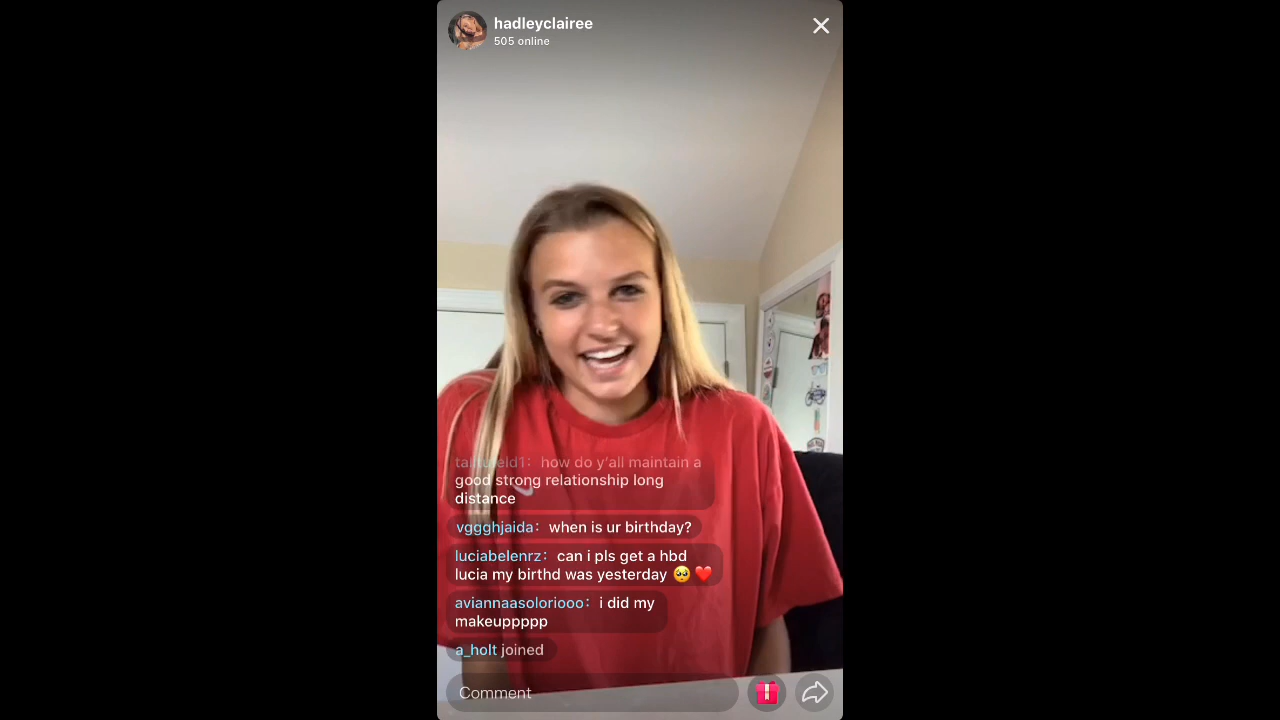 hadleyclairee
505 online
how do y'all maintain a
good strong relationship long
distance
vggghjaida: when is ur birthday?
luciabelenrz: can i pls get a hbd
lucia my birthd was yesterday 🥺❤️
aviannaasoloriooo: i did my
makeuppppp
a_holt joined
Comment